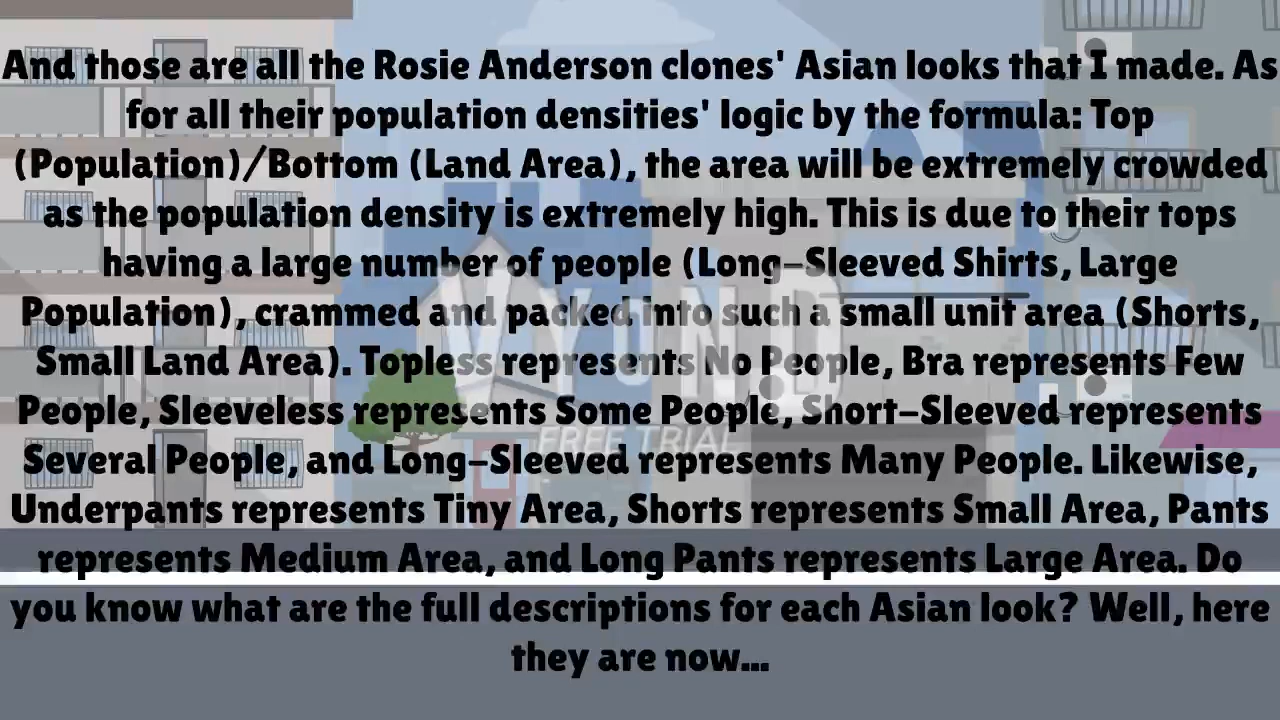 And those are all the Rosie Anderson clones' Asian looks that I made. As
for all their population densities' logic by the formula: Top
(Population)/Bottom (Land Area), the area will be extremely crowded
as the population density is extremely high. This is due to their tops
having a large number of people (Long-Sleeved Shirts, Large
Population), crammed and packed into such a small unit area (Shorts,
Small Land Area). Topless represents No People, Bra represents Few
People, Sleeveless represents Some People, Short-Sleeved represents
Several People, and Long-Sleeved represents Many People. Likewise,
Underpants represents Tiny Area, Shorts represents Small Area, Pants
represents Medium Area, and Long Pants represents Large Area. Do
you know what are the full descriptions for each Asian look? Well, here
they are now...
VYOND
FREE TRIAL